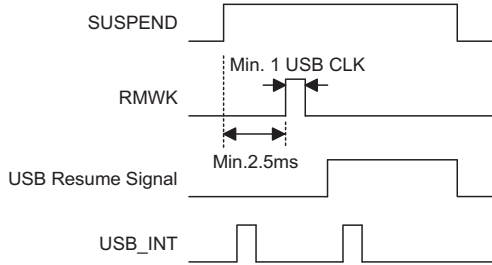 SUSPEND
Min. 1 USB CLK
RMWK
Min.2.5ms
USB Resume Signal
USB_INT